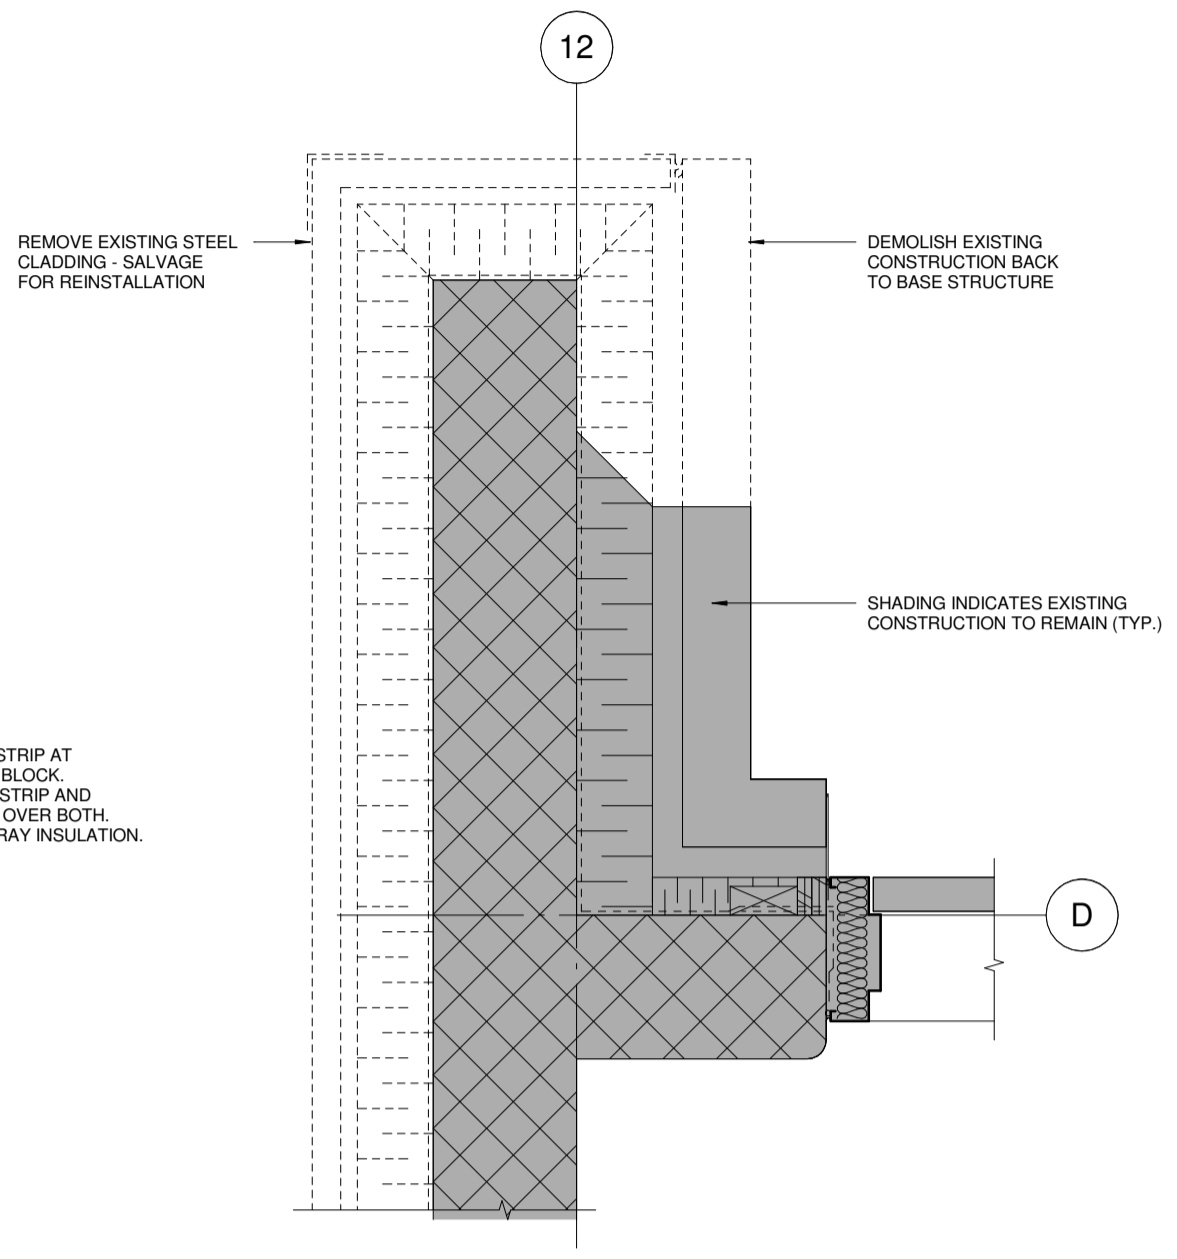 12
REMOVE EXISTING STEEL
CLADDING - SALVAGE
FOR REINSTALLATION
DEMOLISH EXISTING
CONSTRUCTION BACK
TO BASE STRUCTURE
SHADING INDICATES EXISTING
CONSTRUCTION TO REMAIN (TYP.)
STRIP AT
BLOCK.
STRIP AND
OVER BOTH.
RAY INSULATION.
D